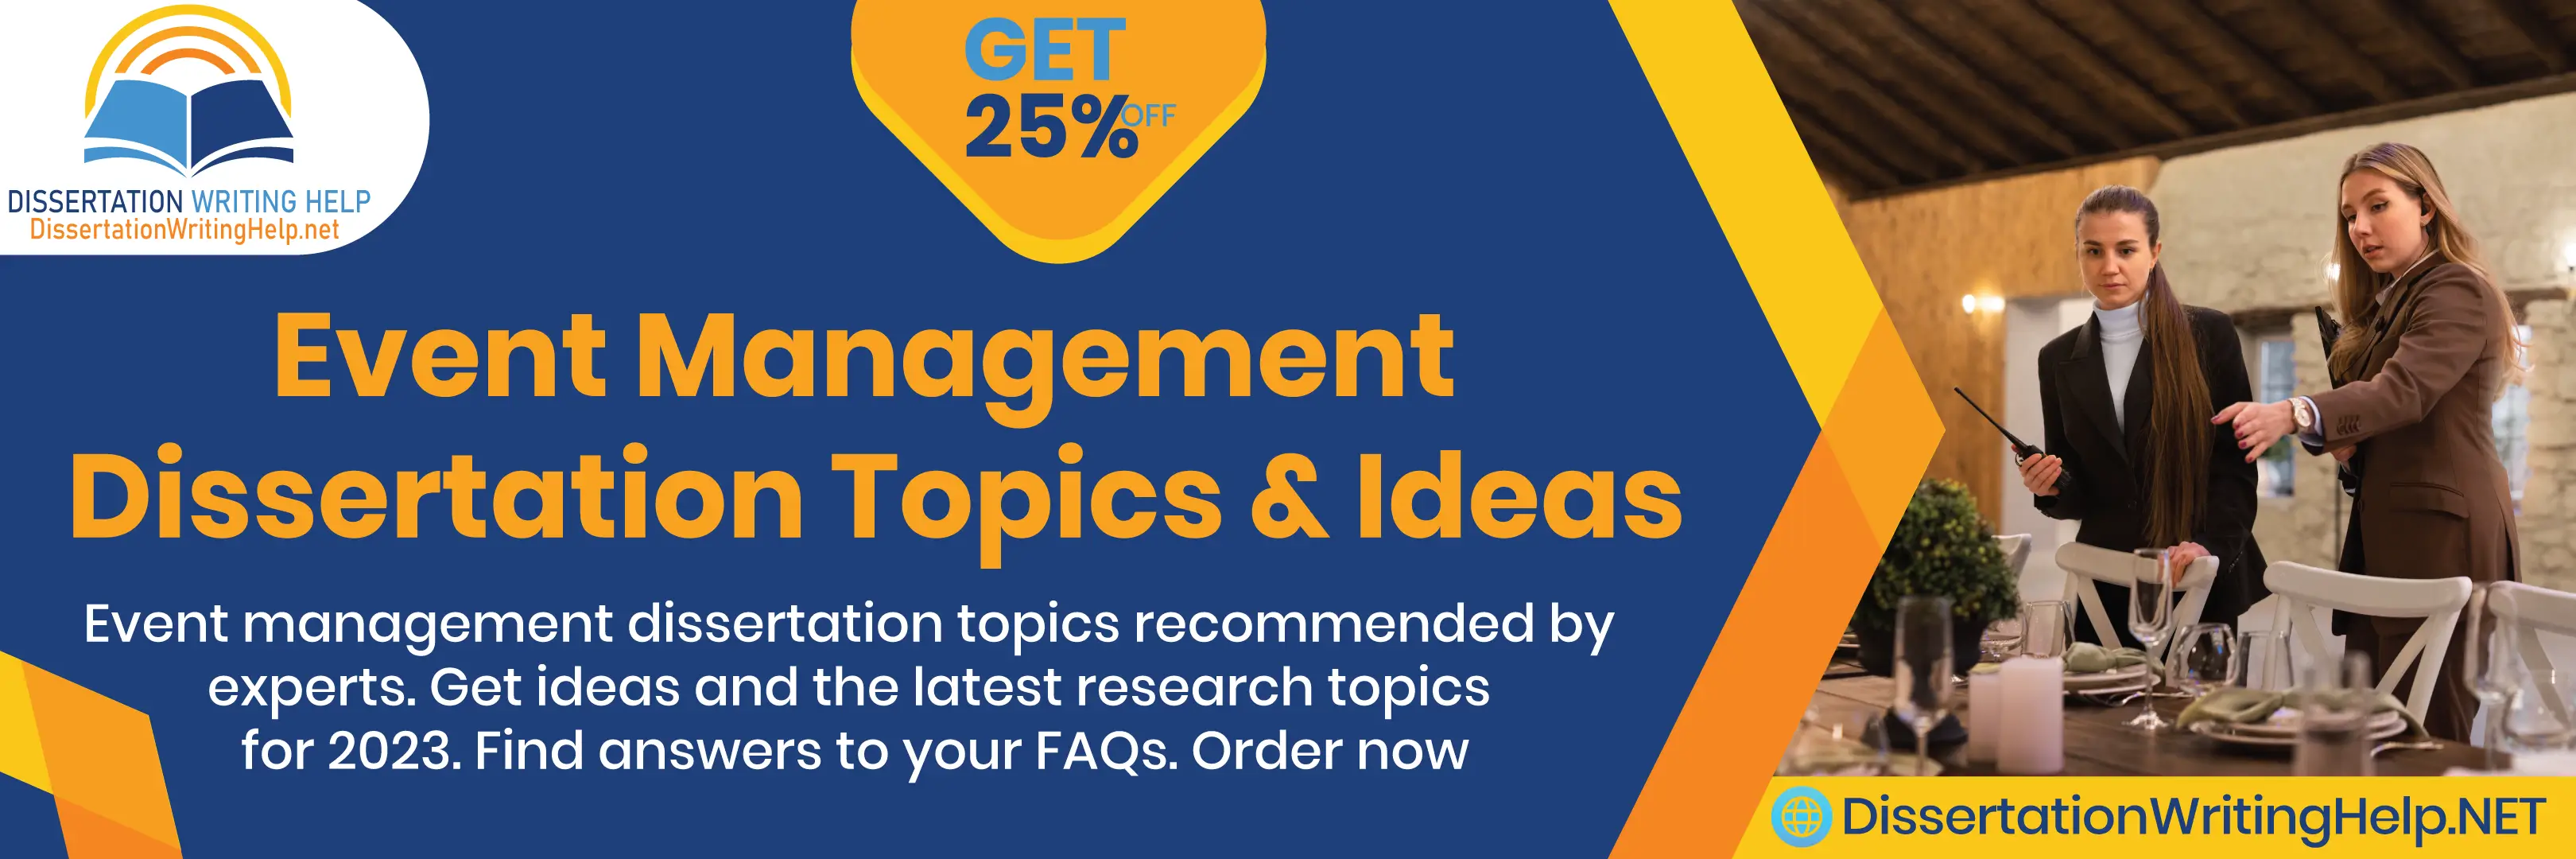 DISSERTATION WRITING HELP
DissertationWritingHelp.net
GET
25% OFF
Event Management
Dissertation Topics & Ideas
Event management dissertation topics recommended by
experts. Get ideas and the latest research topics
for 2023. Find answers to your FAQs. Order now
DissertationWritingHelp.NET